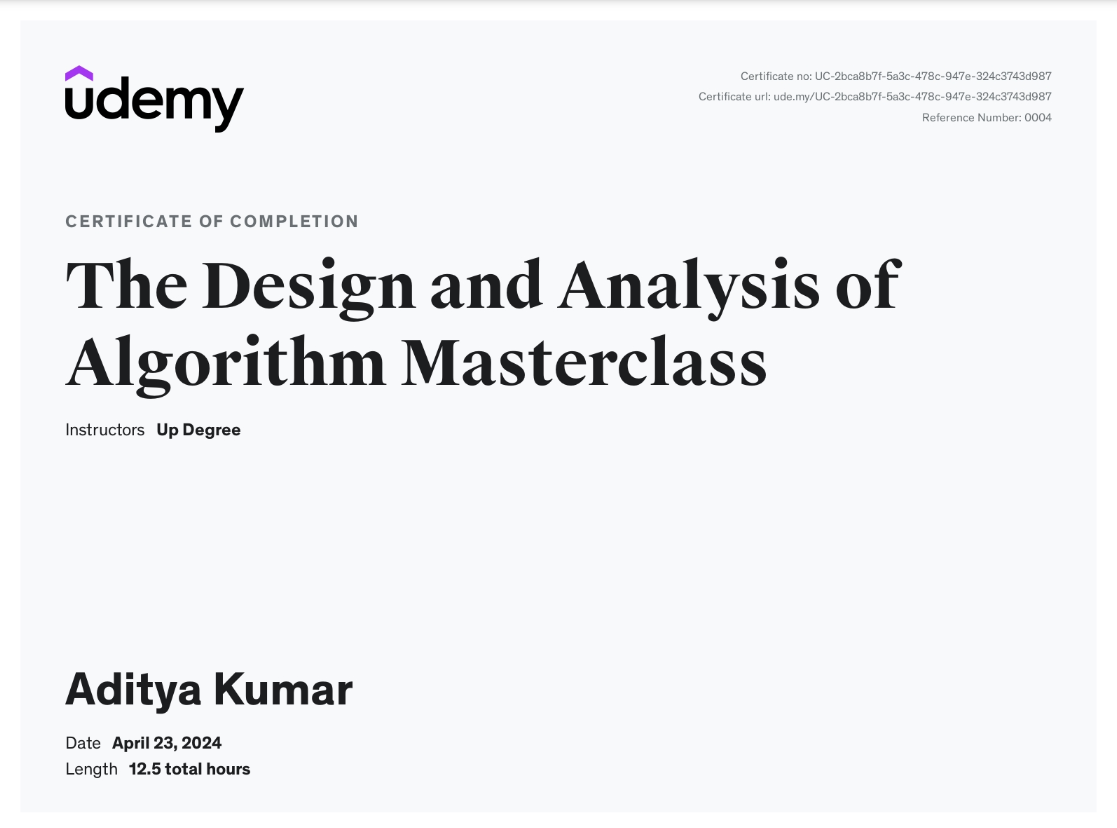 udemy
Certificate no: UC-2bca8b7f-5a3c-478c-947e-324c3743d987
Certificate url: ude.my/UC-2bca8b7f-5a3c-478c-947e-324c3743d987
Reference Number: 0004
CERTIFICATE OF COMPLETION
The Design and Analysis of
Algorithm Masterclass
Instructors Up Degree
Aditya Kumar
Date April 23, 2024
Length 12.5 total hours